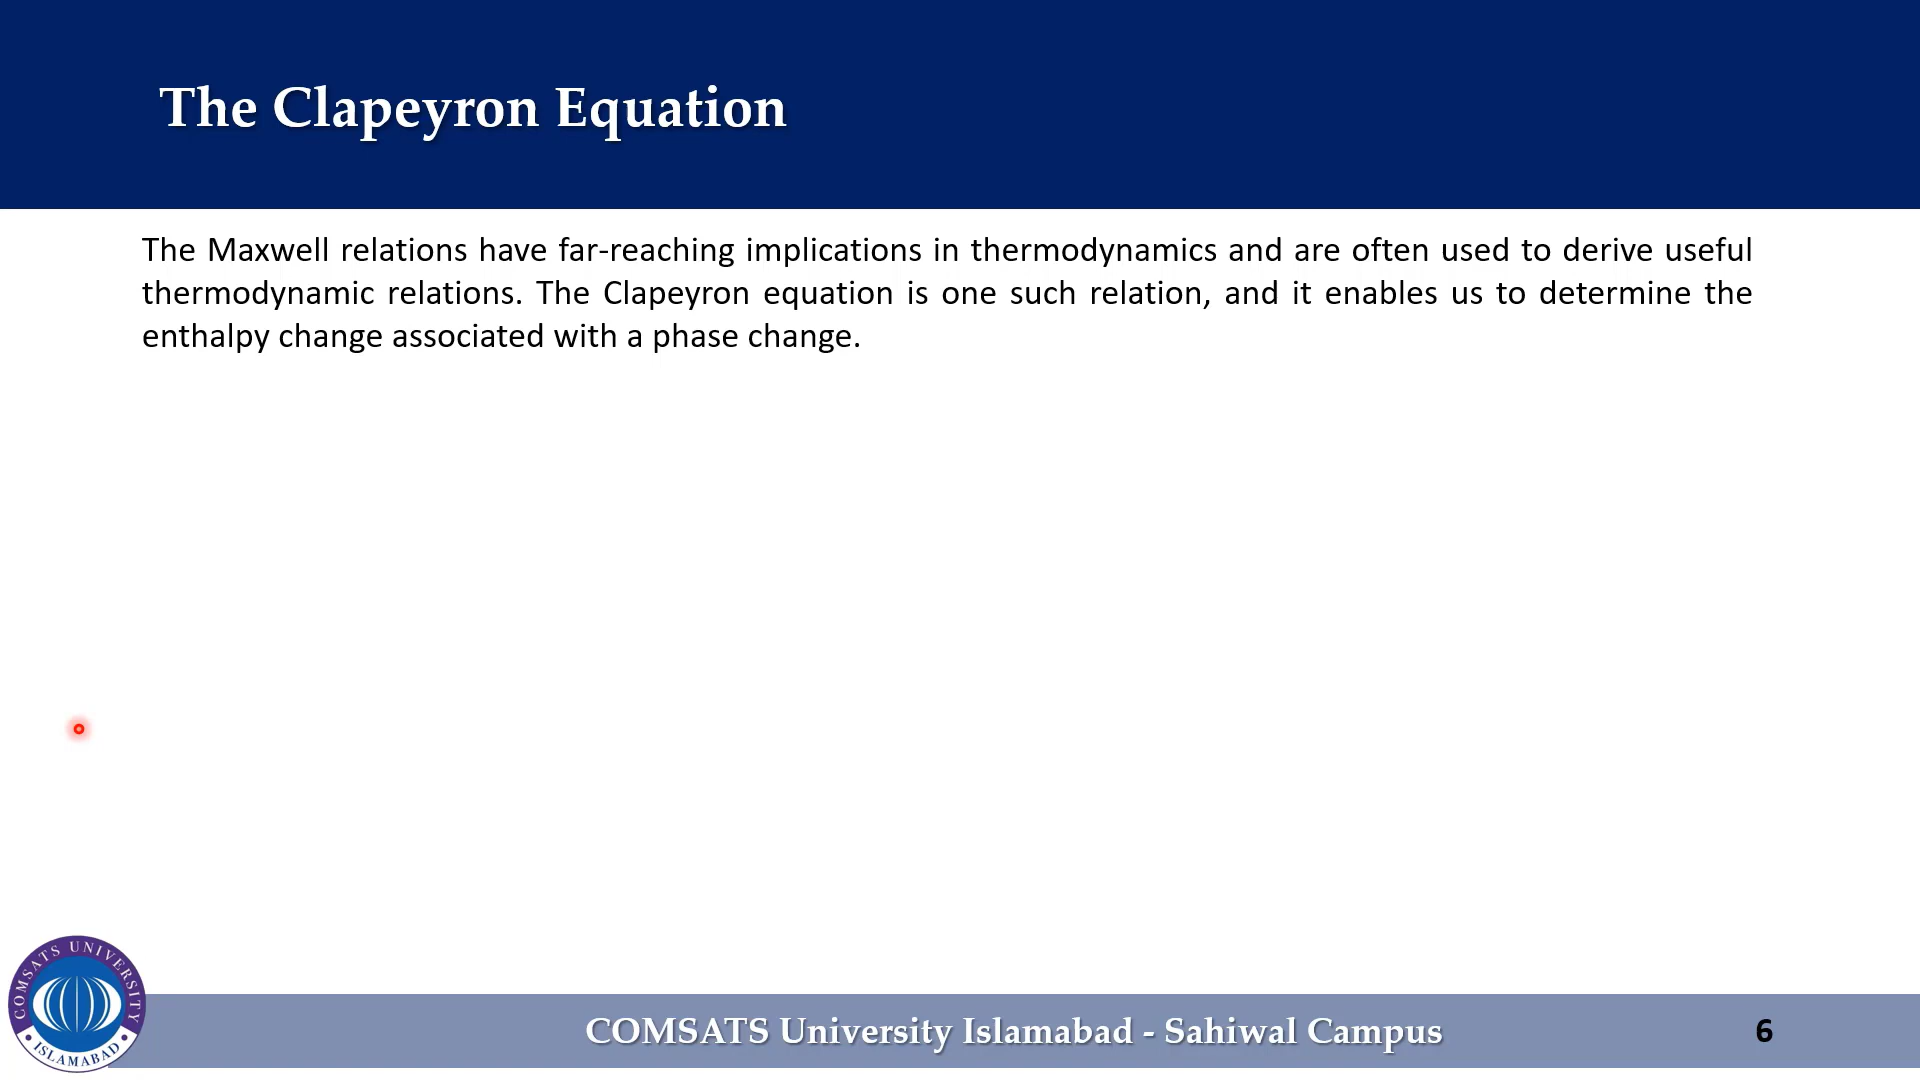 The Clapeyron Equation
The Maxwell relations have far-reaching implications in thermodynamics and are often used to derive useful
thermodynamic relations. The Clapeyron equation is one such relation, and it enables us to determine the
enthalpy change associated with a phase change.
COMSATS UNIVERSITY
ISLAMABAD
COMSATS University Islamabad - Sahiwal Campus
6